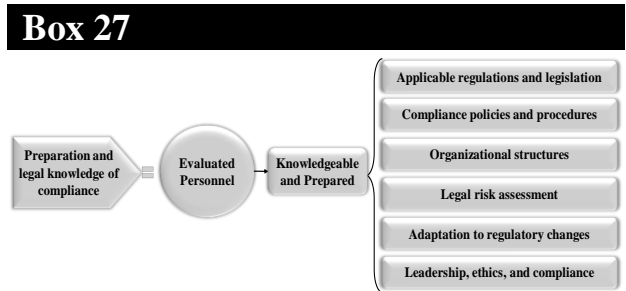 Box 27
Preparation and
legal knowledge of
compliance
=
Evaluated
Personnel
Knowledgeable
and Prepared
Applicable regulations and legislation
Compliance policies and procedures
Organizational structures
Legal risk assessment
Adaptation to regulatory changes
Leadership, ethics, and compliance